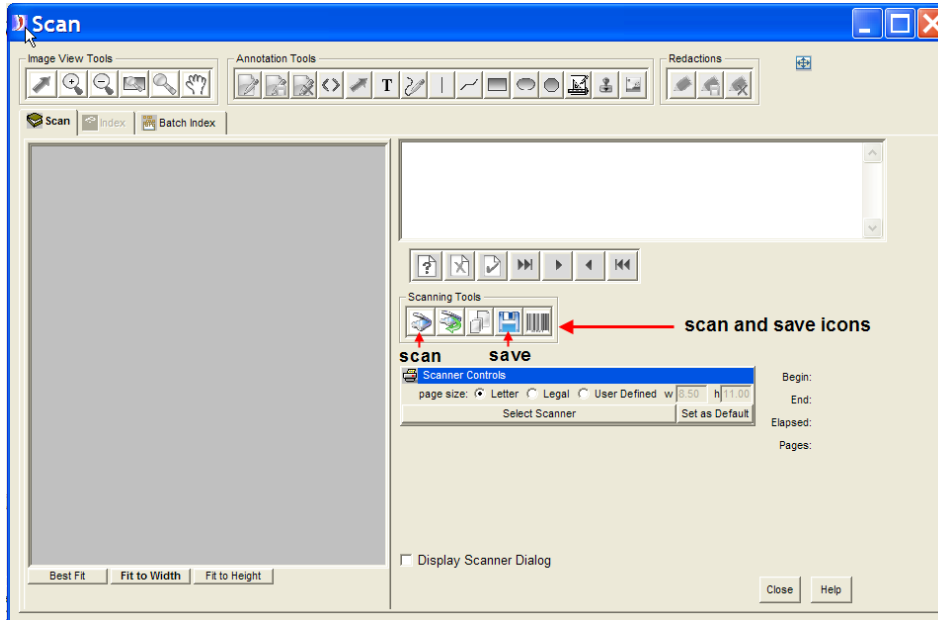 Scan
Image View Tools
Annotation Tools
Redactions
T
Scan
Index
Batch Index
?
Scanning Tools
scan and save icons
scan
save
Scanner Controls
page size: Letter Legal User Defined w 8.50 h 11.00
Select Scanner
Set as Default
Begin:
End:
Elapsed:
Pages:
Display Scanner Dialog
Best Fit
Fit to Width
Fit to Height
Close
Help